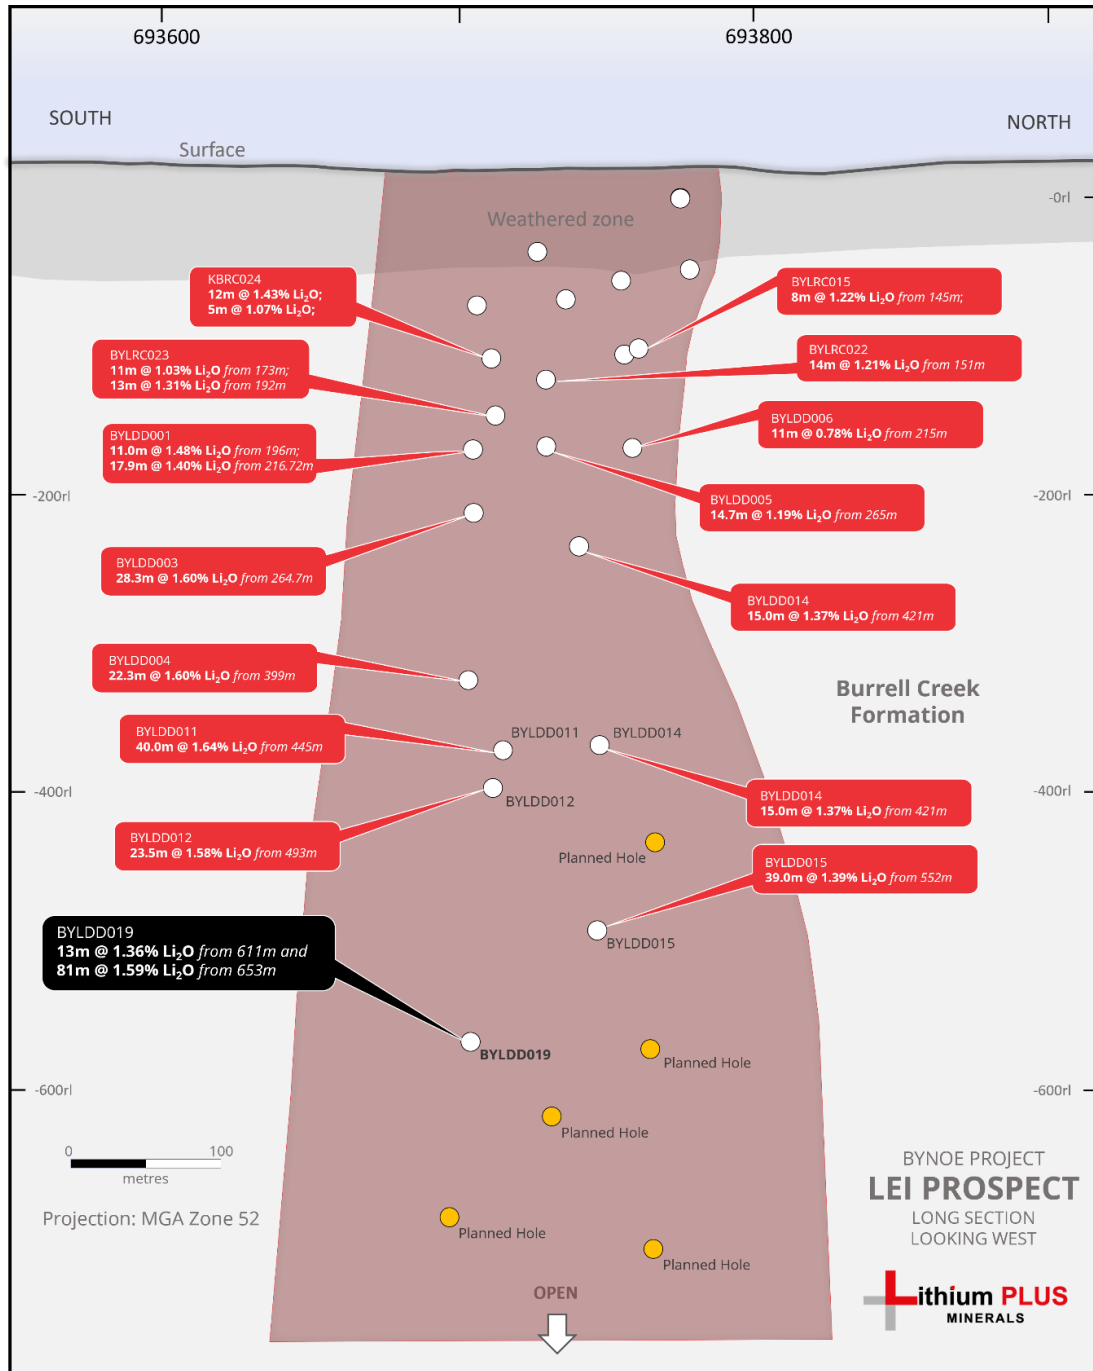 693600
693800
SOUTH
NORTH
Surface
-0rl
Weathered zone
KBRC024
12m @ 1.43% Li₂O;
5m @ 1.07% Li₂O;
BYLRC015
8m @ 1.22% Li₂O from 145m;
BYLRC023
11m @ 1.03% Li₂O from 173m;
13m @ 1.31% Li₂O from 192m
BYLRC022
14m @ 1.21% Li₂O from 151m
BYLDD001
11.0m @ 1.48% Li₂O from 196m;
17.9m @ 1.40% Li₂O from 216.72m
BYLDD006
11m @ 0.78% Li₂O from 215m
-200rl
-200rl
BYLDD005
14.7m @ 1.19% Li₂O from 265m
BYLDD003
28.3m @ 1.60% Li₂O from 264.7m
BYLDD014
15.0m @ 1.37% Li₂O from 421m
BYLDD004
22.3m @ 1.60% Li₂O from 399m
Burrell Creek
Formation
BYLDD011
40.0m @ 1.64% Li₂O from 445m
BYLDD011
BYLDD014
-400rl
-400rl
BYLDD012
BYLDD014
15.0m @ 1.37% Li₂O from 421m
BYLDD012
23.5m @ 1.58% Li₂O from 493m
Planned Hole
BYLDD015
39.0m @ 1.39% Li₂O from 552m
BYLDD019
13m @ 1.36% Li₂O from 611m and
81m @ 1.59% Li₂O from 653m
BYLDD015
BYLDD019
Planned Hole
-600rl
-600rl
Planned Hole
0 100
metres
Projection: MGA Zone 52
BYNOE PROJECT
LEI PROSPECT
LONG SECTION
LOOKING WEST
Planned Hole
Planned Hole
OPEN
Lithium PLUS
MINERALS